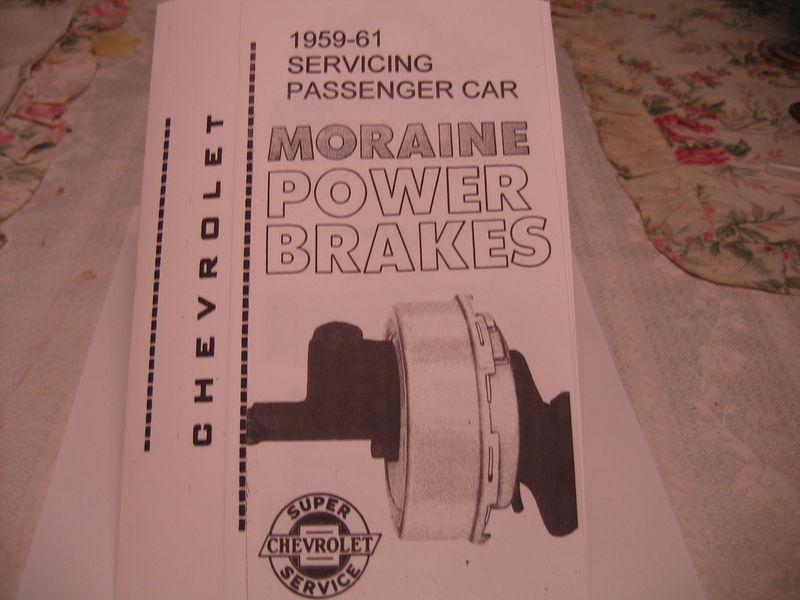 1959-61
SERVICING
PASSENGER CAR
MORAINE
POWER
BRAKES
CHEVROLET
SUPER
CHEVROLET
SERVICE